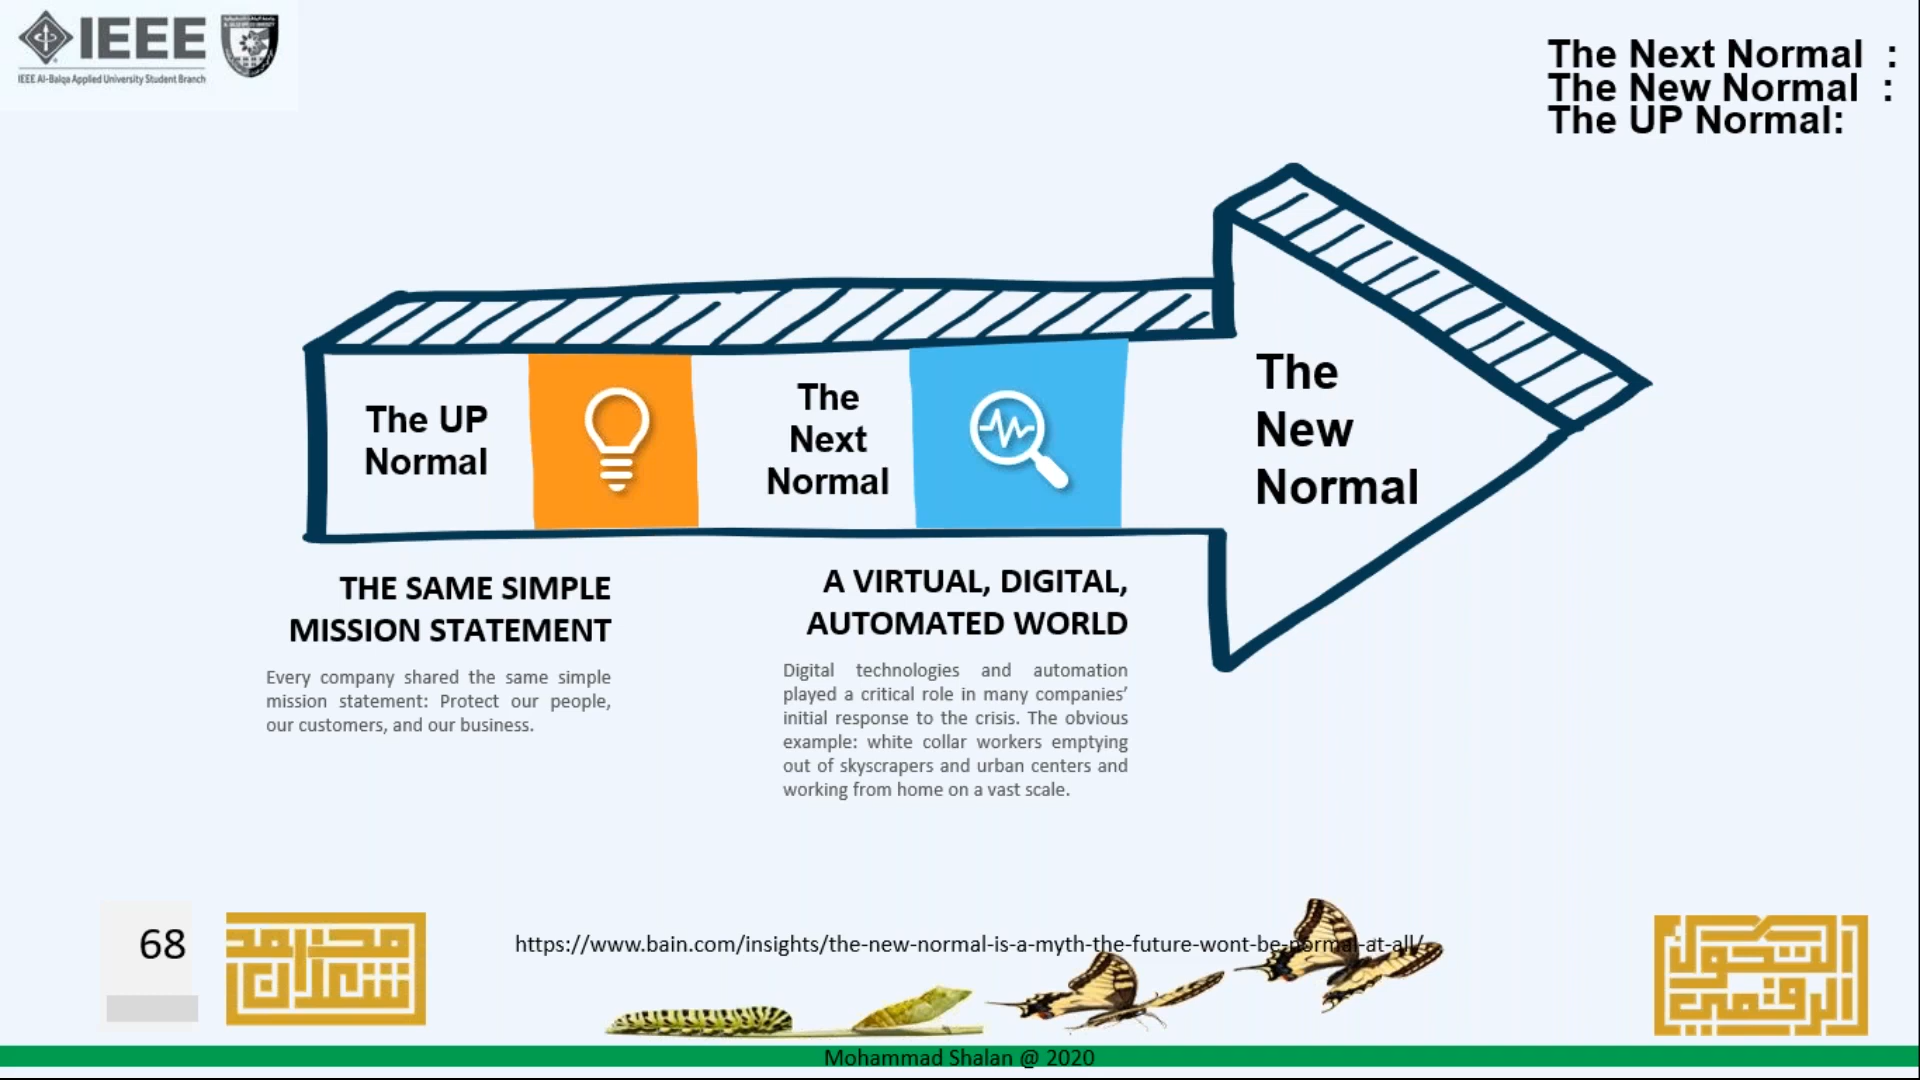 IEEE
IEEE Al-Balqa Applied University Student Branch
The Next Normal :
The New Normal :
The UP Normal:
The UP
Normal
The
Next
Normal
The
New
Normal
THE SAME SIMPLE
MISSION STATEMENT
Every company shared the same simple
mission statement: Protect our people,
our customers, and our business.
A VIRTUAL, DIGITAL,
AUTOMATED WORLD
Digital technologies and automation
played a critical role in many companies’
initial response to the crisis. The obvious
example: white collar workers emptying
out of skyscrapers and urban centers and
working from home on a vast scale.
68
محمد
شعلان
https://www.bain.com/insights/the-new-normal-is-a-myth-the-future-wont-be-normal-at-all/
التحول
الرقمي
Mohammad Shalan @ 2020